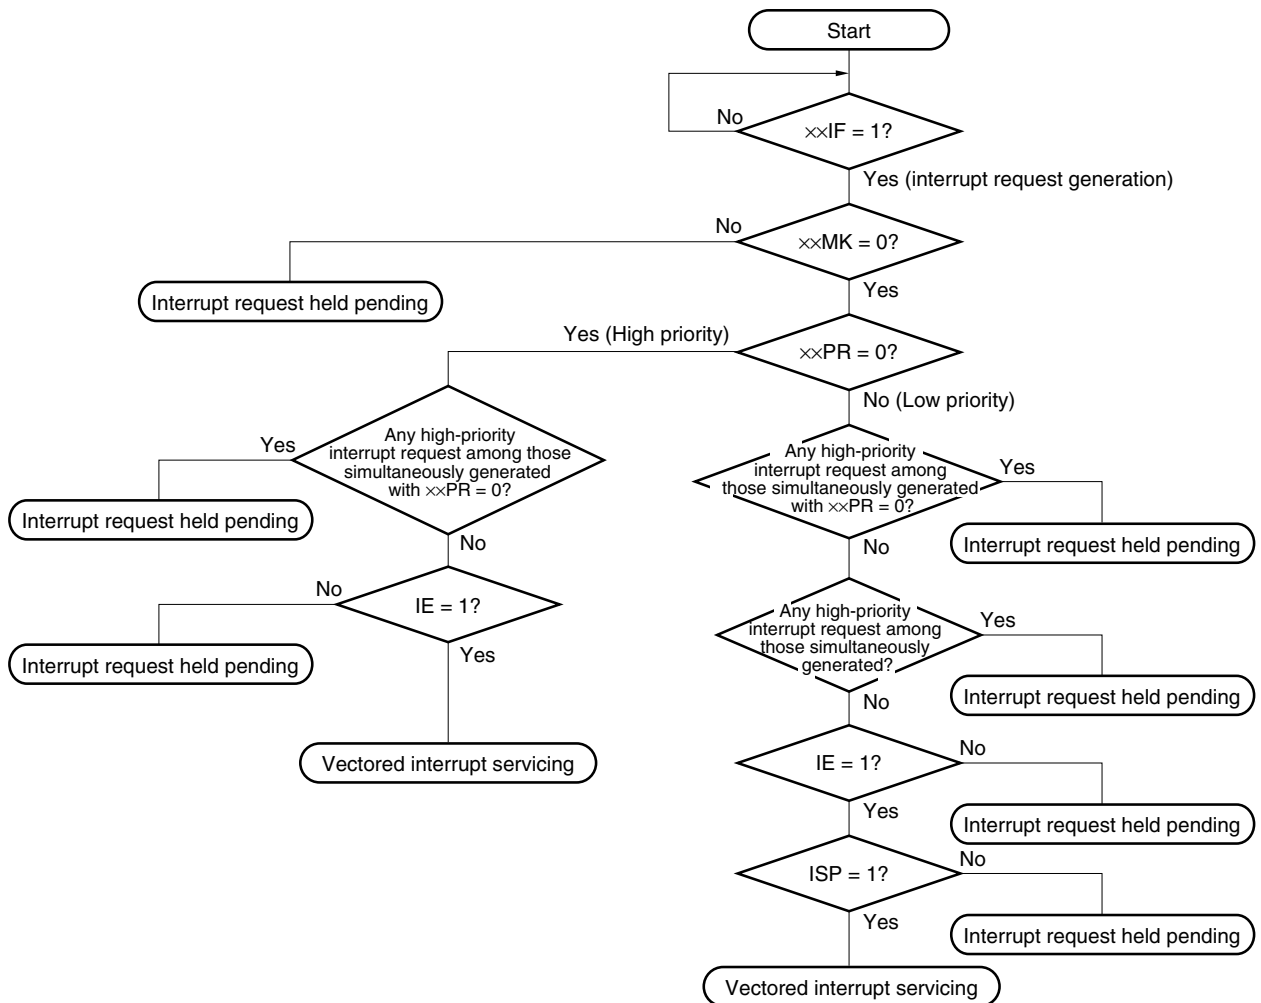 Start
No
××IF = 1?
Yes (interrupt request generation)
No
××MK = 0?
Interrupt request held pending
Yes
Yes (High priority)
××PR = 0?
No (Low priority)
Yes
Any high-priority
interrupt request among those
simultaneously generated
with ××PR = 0?
Any high-priority
interrupt request among
those simultaneously generated
with ××PR = 0?
Yes
Interrupt request held pending
No
Interrupt request held pending
No
No
IE = 1?
Any high-priority
interrupt request among
those simultaneously
generated?
Yes
Interrupt request held pending
Yes
Interrupt request held pending
No
Vectored interrupt servicing
IE = 1?
No
Yes
Interrupt request held pending
ISP = 1?
No
Yes
Interrupt request held pending
Vectored interrupt servicing